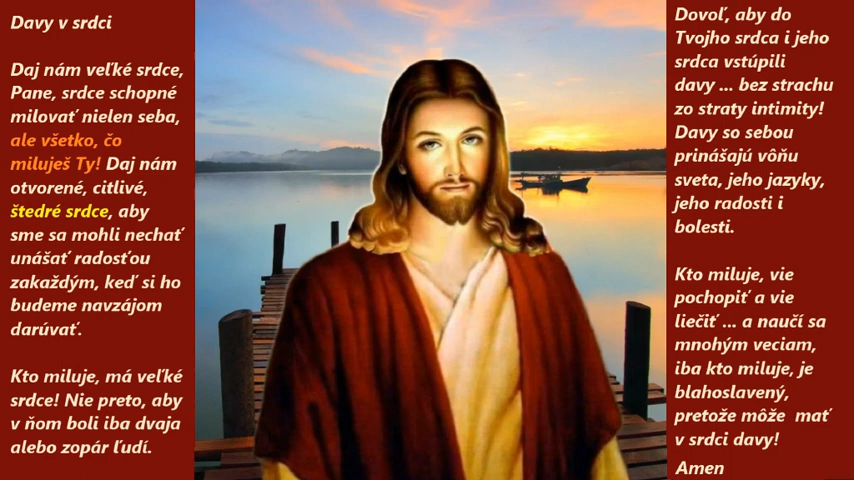 Davy v srdci
Daj nám veľké srdce,
Pane, srdce schopné
milovať nielen seba,
ale všetko, čo
miluješ Ty! Daj nám
otvorené, citlivé,
štedré srdce, aby
sme sa mohli nechať
unášať radosťou
zakaždým, keď si ho
budeme navzájom
darúvať.
Kto miluje, má veľké
srdce! Nie preto, aby
v ňom boli iba dvaja
alebo zopár ľudí.
Dovoľ, aby do
Tvojho srdca i jeho
srdca vstúpili
davy ... bez strachu
zo straty intimity!
Davy so sebou
prinášajú vôňu
sveta, jeho jazyky,
jeho radosti i
bolesti.
Kto miluje, vie
pochopiť a vie
liečiť ... a naučí sa
mnohým veciam,
iba kto miluje, je
blahoslavený,
pretože môže mať
v srdci davy!
Amen